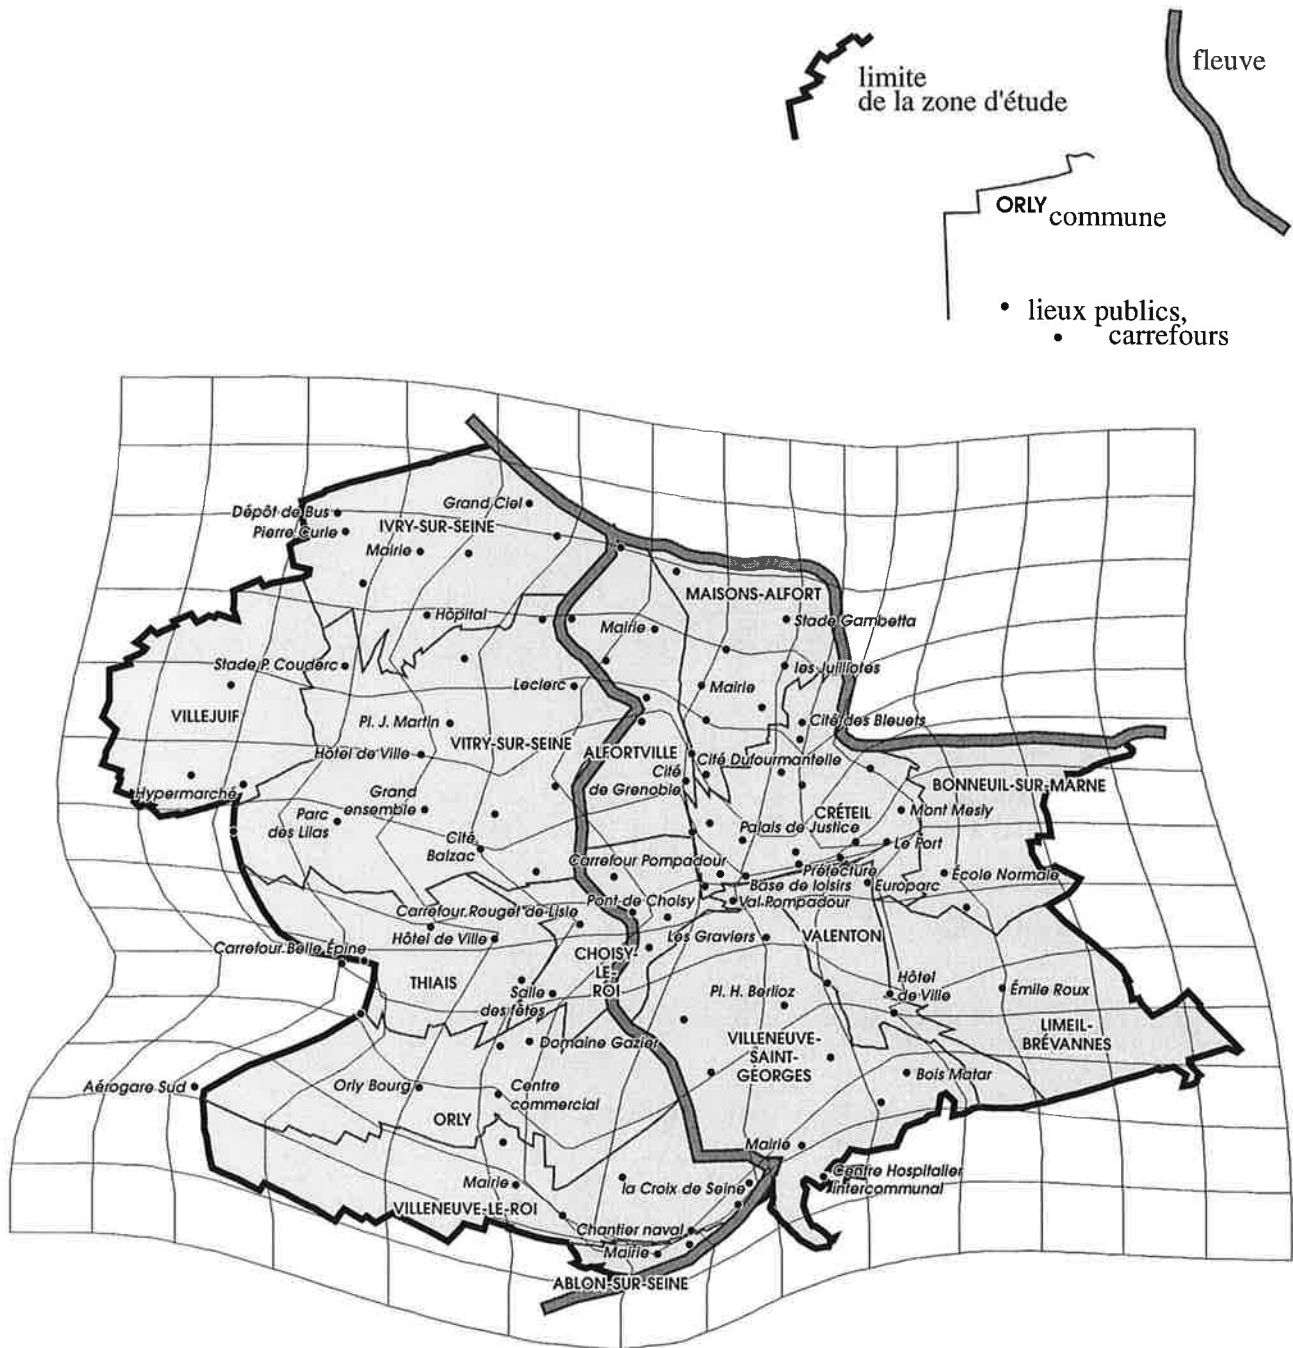 fleuve
limite
de la zone d'étude
ORLY commune
lieux publics,
carrefours
Grand Ciel
Dépôt de Bus
IVRY-SUR-SEINE
Pierre Curie
Mairie
MAISONS-ALFORT
Hôpital
Mairie
Stade Gambetta
Stade P. Couderc
les Juilliotes
Leclerc
Mairie
VILLEJUIF
Pl. J. Martin
Cité des Bleuets
VITRY-SUR-SEINE
Hôtel de Ville
ALFORTVILLE
Cité Dufourmantelle
Cité
de Grenoble
BONNEUIL-SUR-MARNE
Hypermarché
Grand
ensemble
Parc
des Lilas
CRÉTEIL
Mont Mesly
Palais de Justice
Cité
Balzac
Le Port
Carrefour Pompadour
Préfecture
École Normale
Base de loisirs
Europarc
Pont de Choisy
Val Pompadour
Carrefour Rouget de Lisle
Hôtel de Ville
Les Graviers
VALENTON
Carrefour Belle Épine
CHOISY-
LE-
ROI
THIAIS
Salle
des fêtes
Pl. H. Berlioz
Hôtel
de Ville
Émile Roux
LIMEIL-
BRÉVANNES
Domaine Gazier
VILLENEUVE-
SAINT-
GEORGES
Aérogare Sud
Orly Bourg
Centre
commercial
Bois Matar
ORLY
Mairie
Centre Hospitalier
intercommunal
Mairie
la Croix de Seine
VILLENEUVE-LE-ROI
Chantier naval
Mairie
ABLON-SUR-SEINE